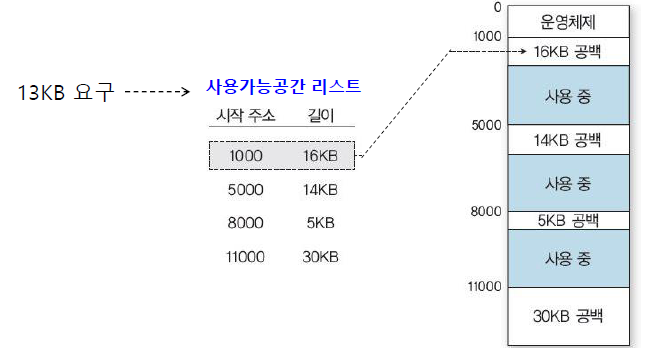 13KB 요구
사용가능공간 리스트
시작 주소 길이
1000 16KB
5000 14KB
8000 5KB
11000 30KB
0
운영체제
1000
16KB 공백
사용 중
5000
14KB 공백
사용 중
8000
5KB 공백
사용 중
11000
30KB 공백